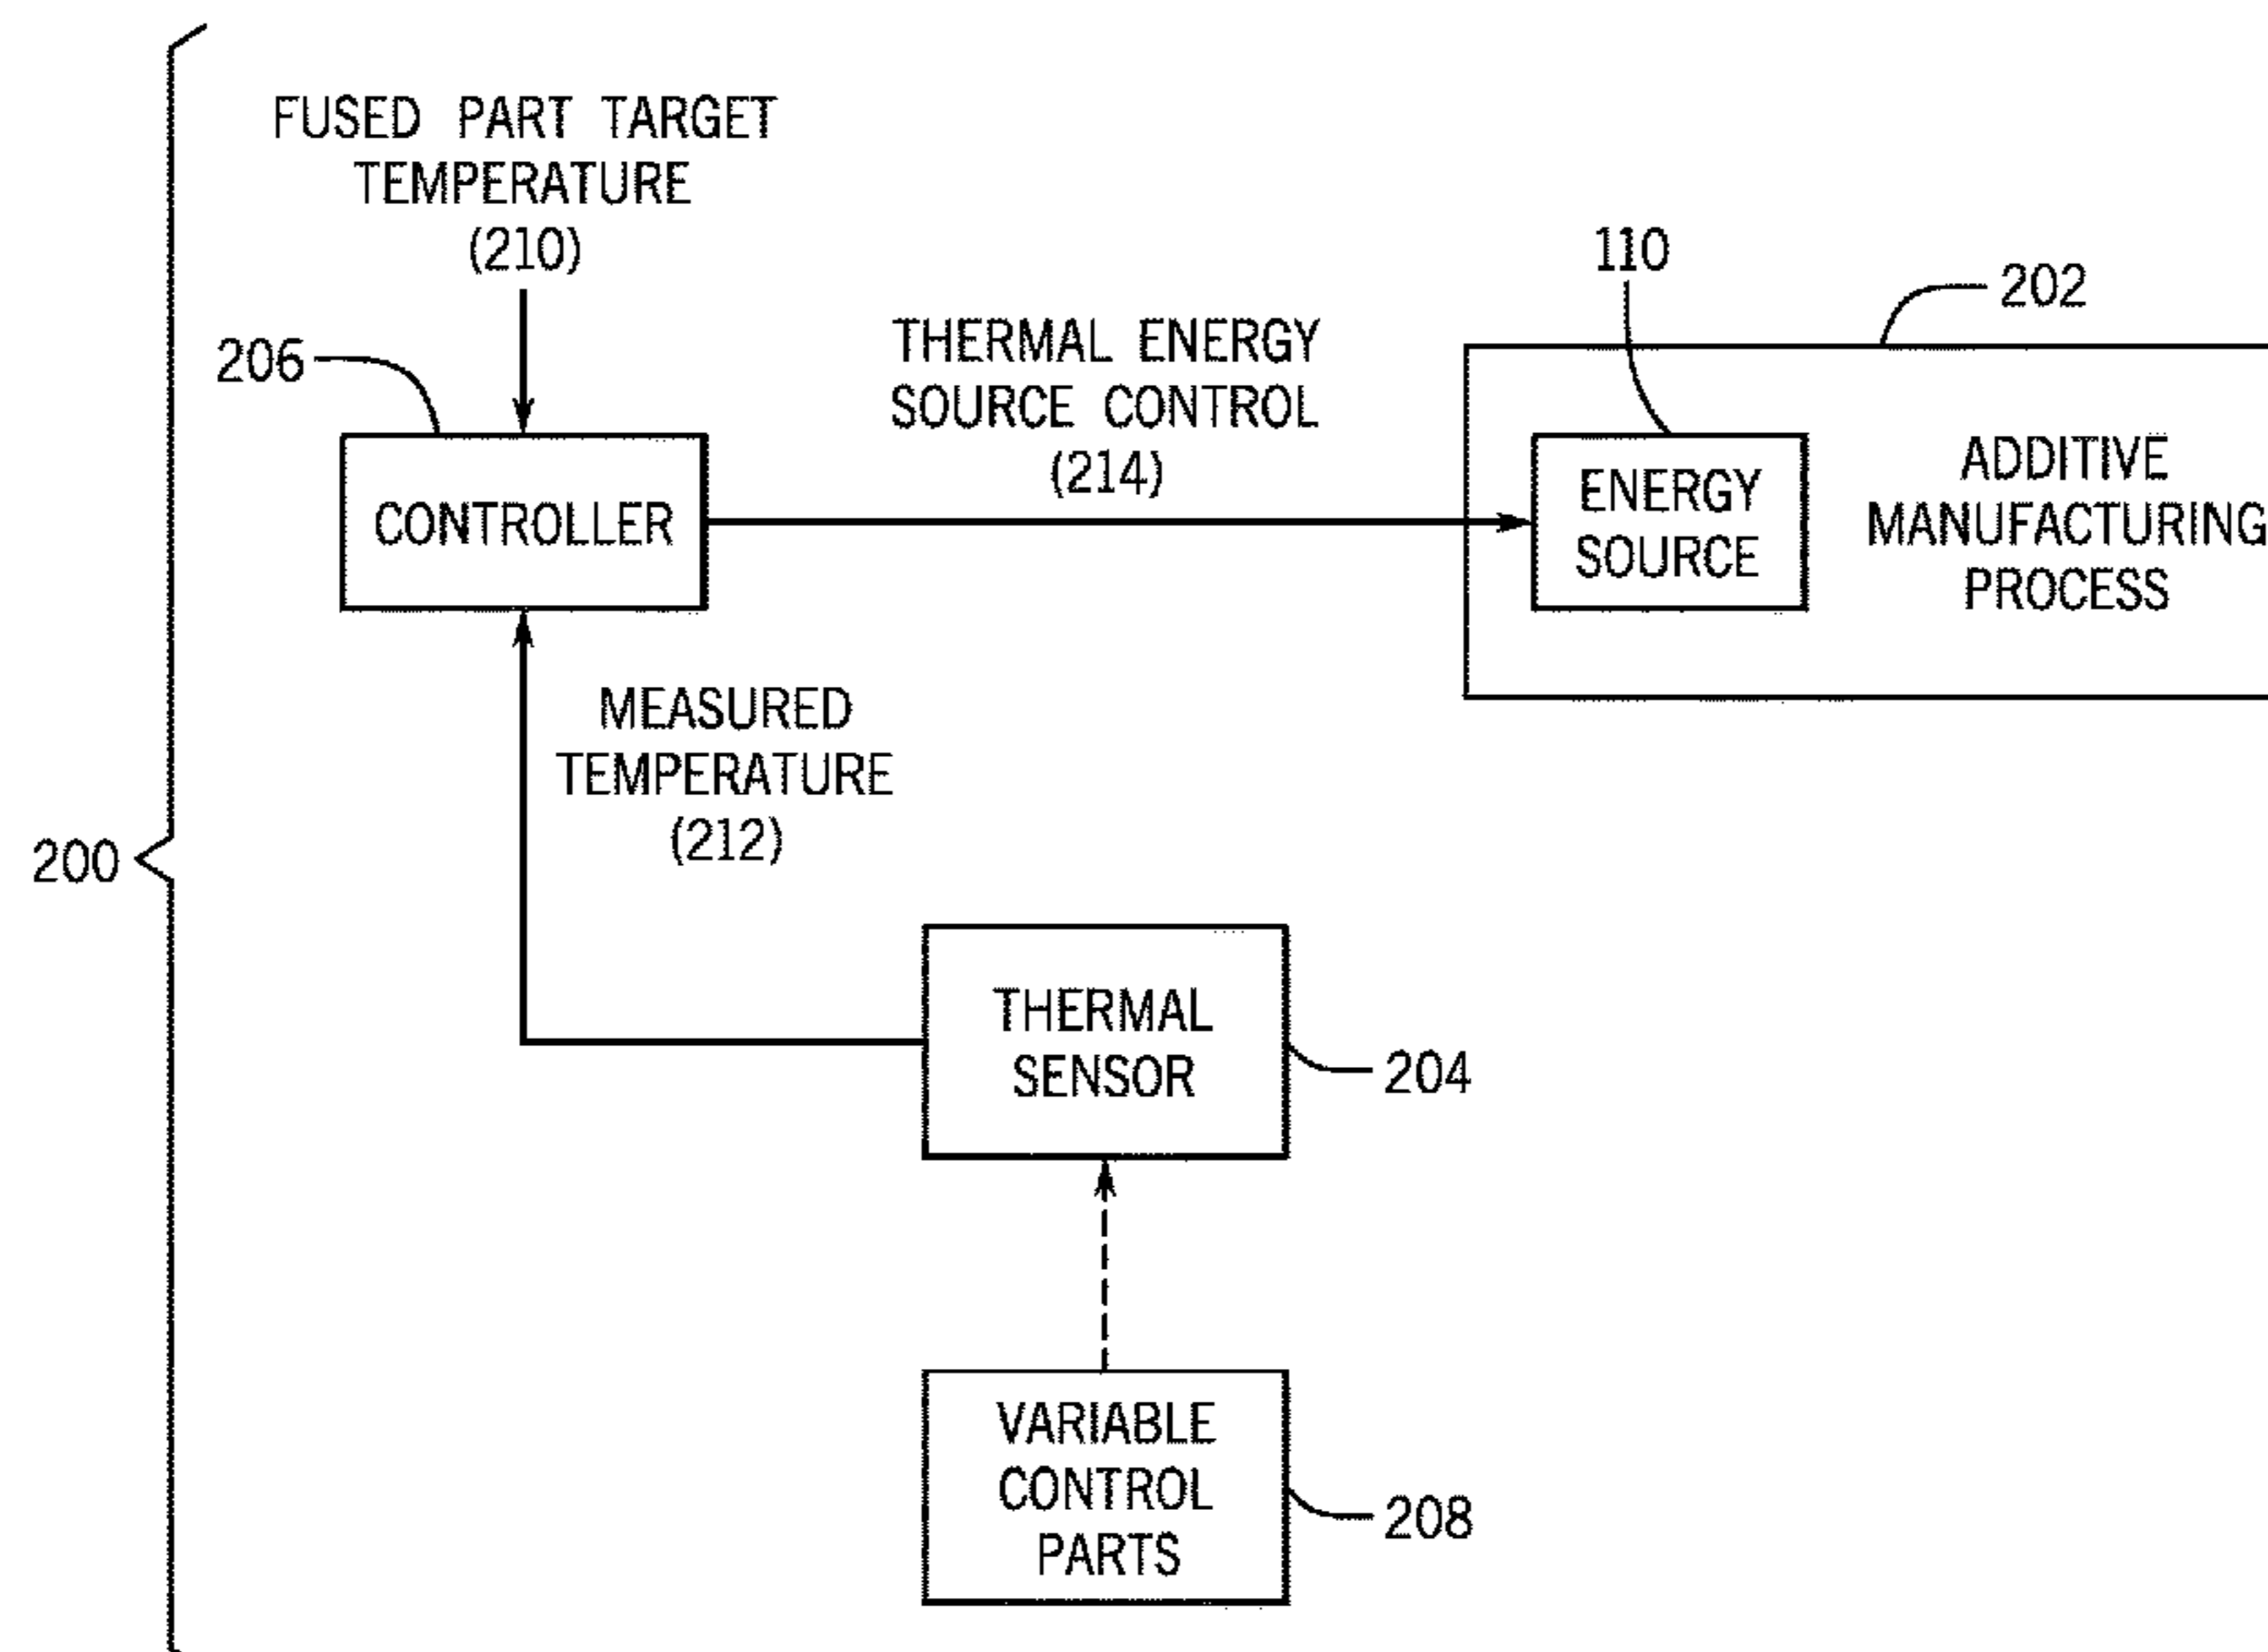 FUSED PART TARGET
TEMPERATURE
(210)
206
CONTROLLER
THERMAL ENERGY
SOURCE CONTROL
(214)
110
202
ENERGY
SOURCE
ADDITIVE
MANUFACTURING
PROCESS
MEASURED
TEMPERATURE
(212)
200
THERMAL
SENSOR
204
VARIABLE
CONTROL
PARTS
208